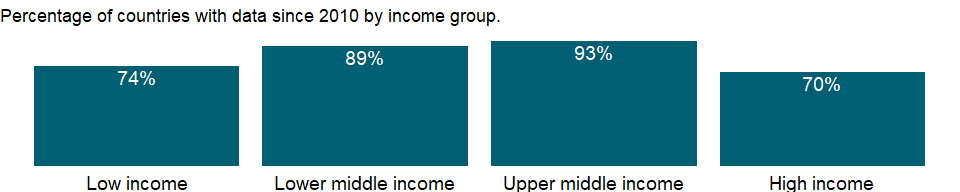 Percentage of countries with data since 2010 by income group.
74%
89%
93%
70%
Low income
Lower middle income
Upper middle income
High income